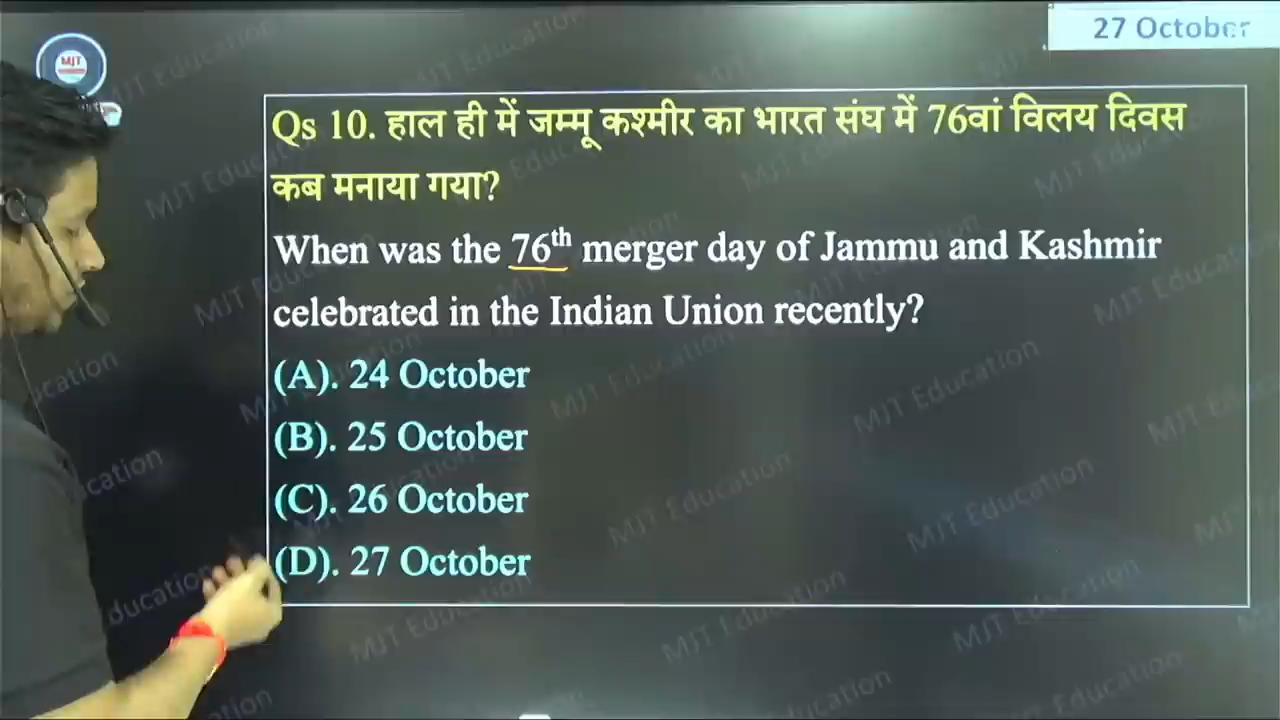 27 October
MJT
Qs 10. हाल ही में जम्मू कश्मीर का भारत संघ में 76वां विलय दिवस
कब मनाया गया?
When was the 76th merger day of Jammu and Kashmir
celebrated in the Indian Union recently?
(A). 24 October
(B). 25 October
(C). 26 October
(D). 27 October
MJT Education